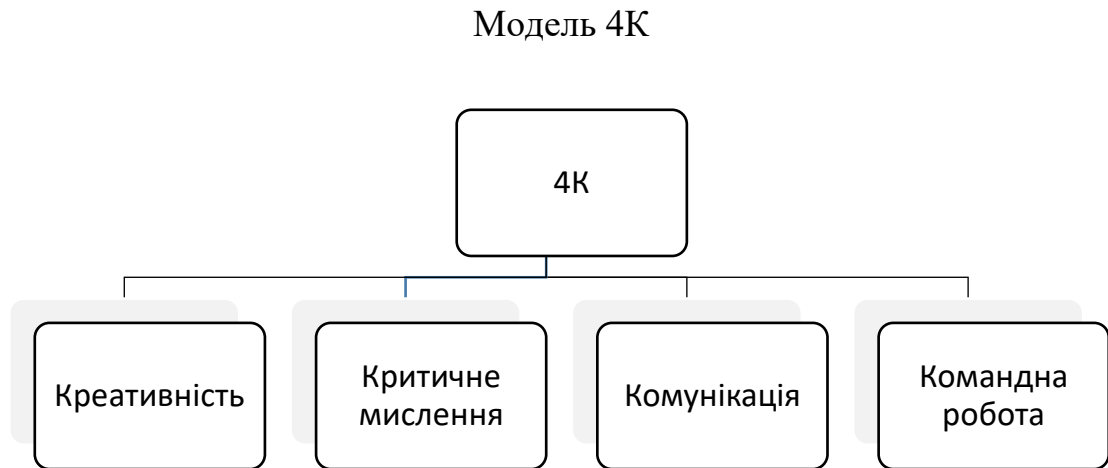 Модель 4К
4К
Креативність
Критичне
мислення
Комунікація
Командна
робота